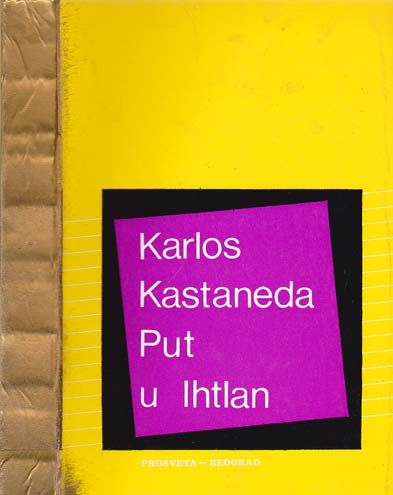 Karlos
Kastaneda
Put
u Ihtlan
PROSVETA — BEOGRAD